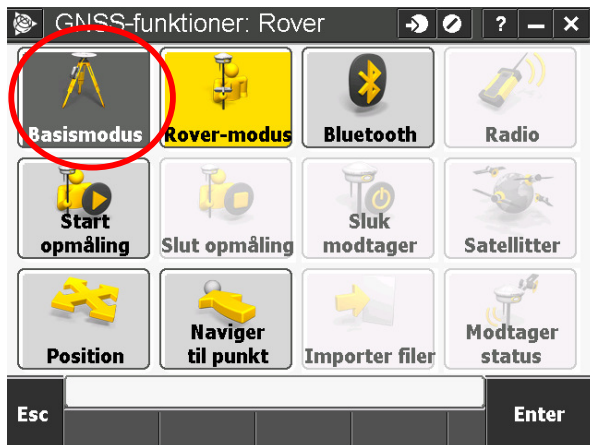 GNSS-funktioner: Rover
? — X
Basismodus
Rover-modus
Bluetooth
Radio
Start
opmåling
Slut opmåling
Sluk
modtager
Satellitter
Position
Naviger
til punkt
Importer filer
Modtager
status
Esc
Enter